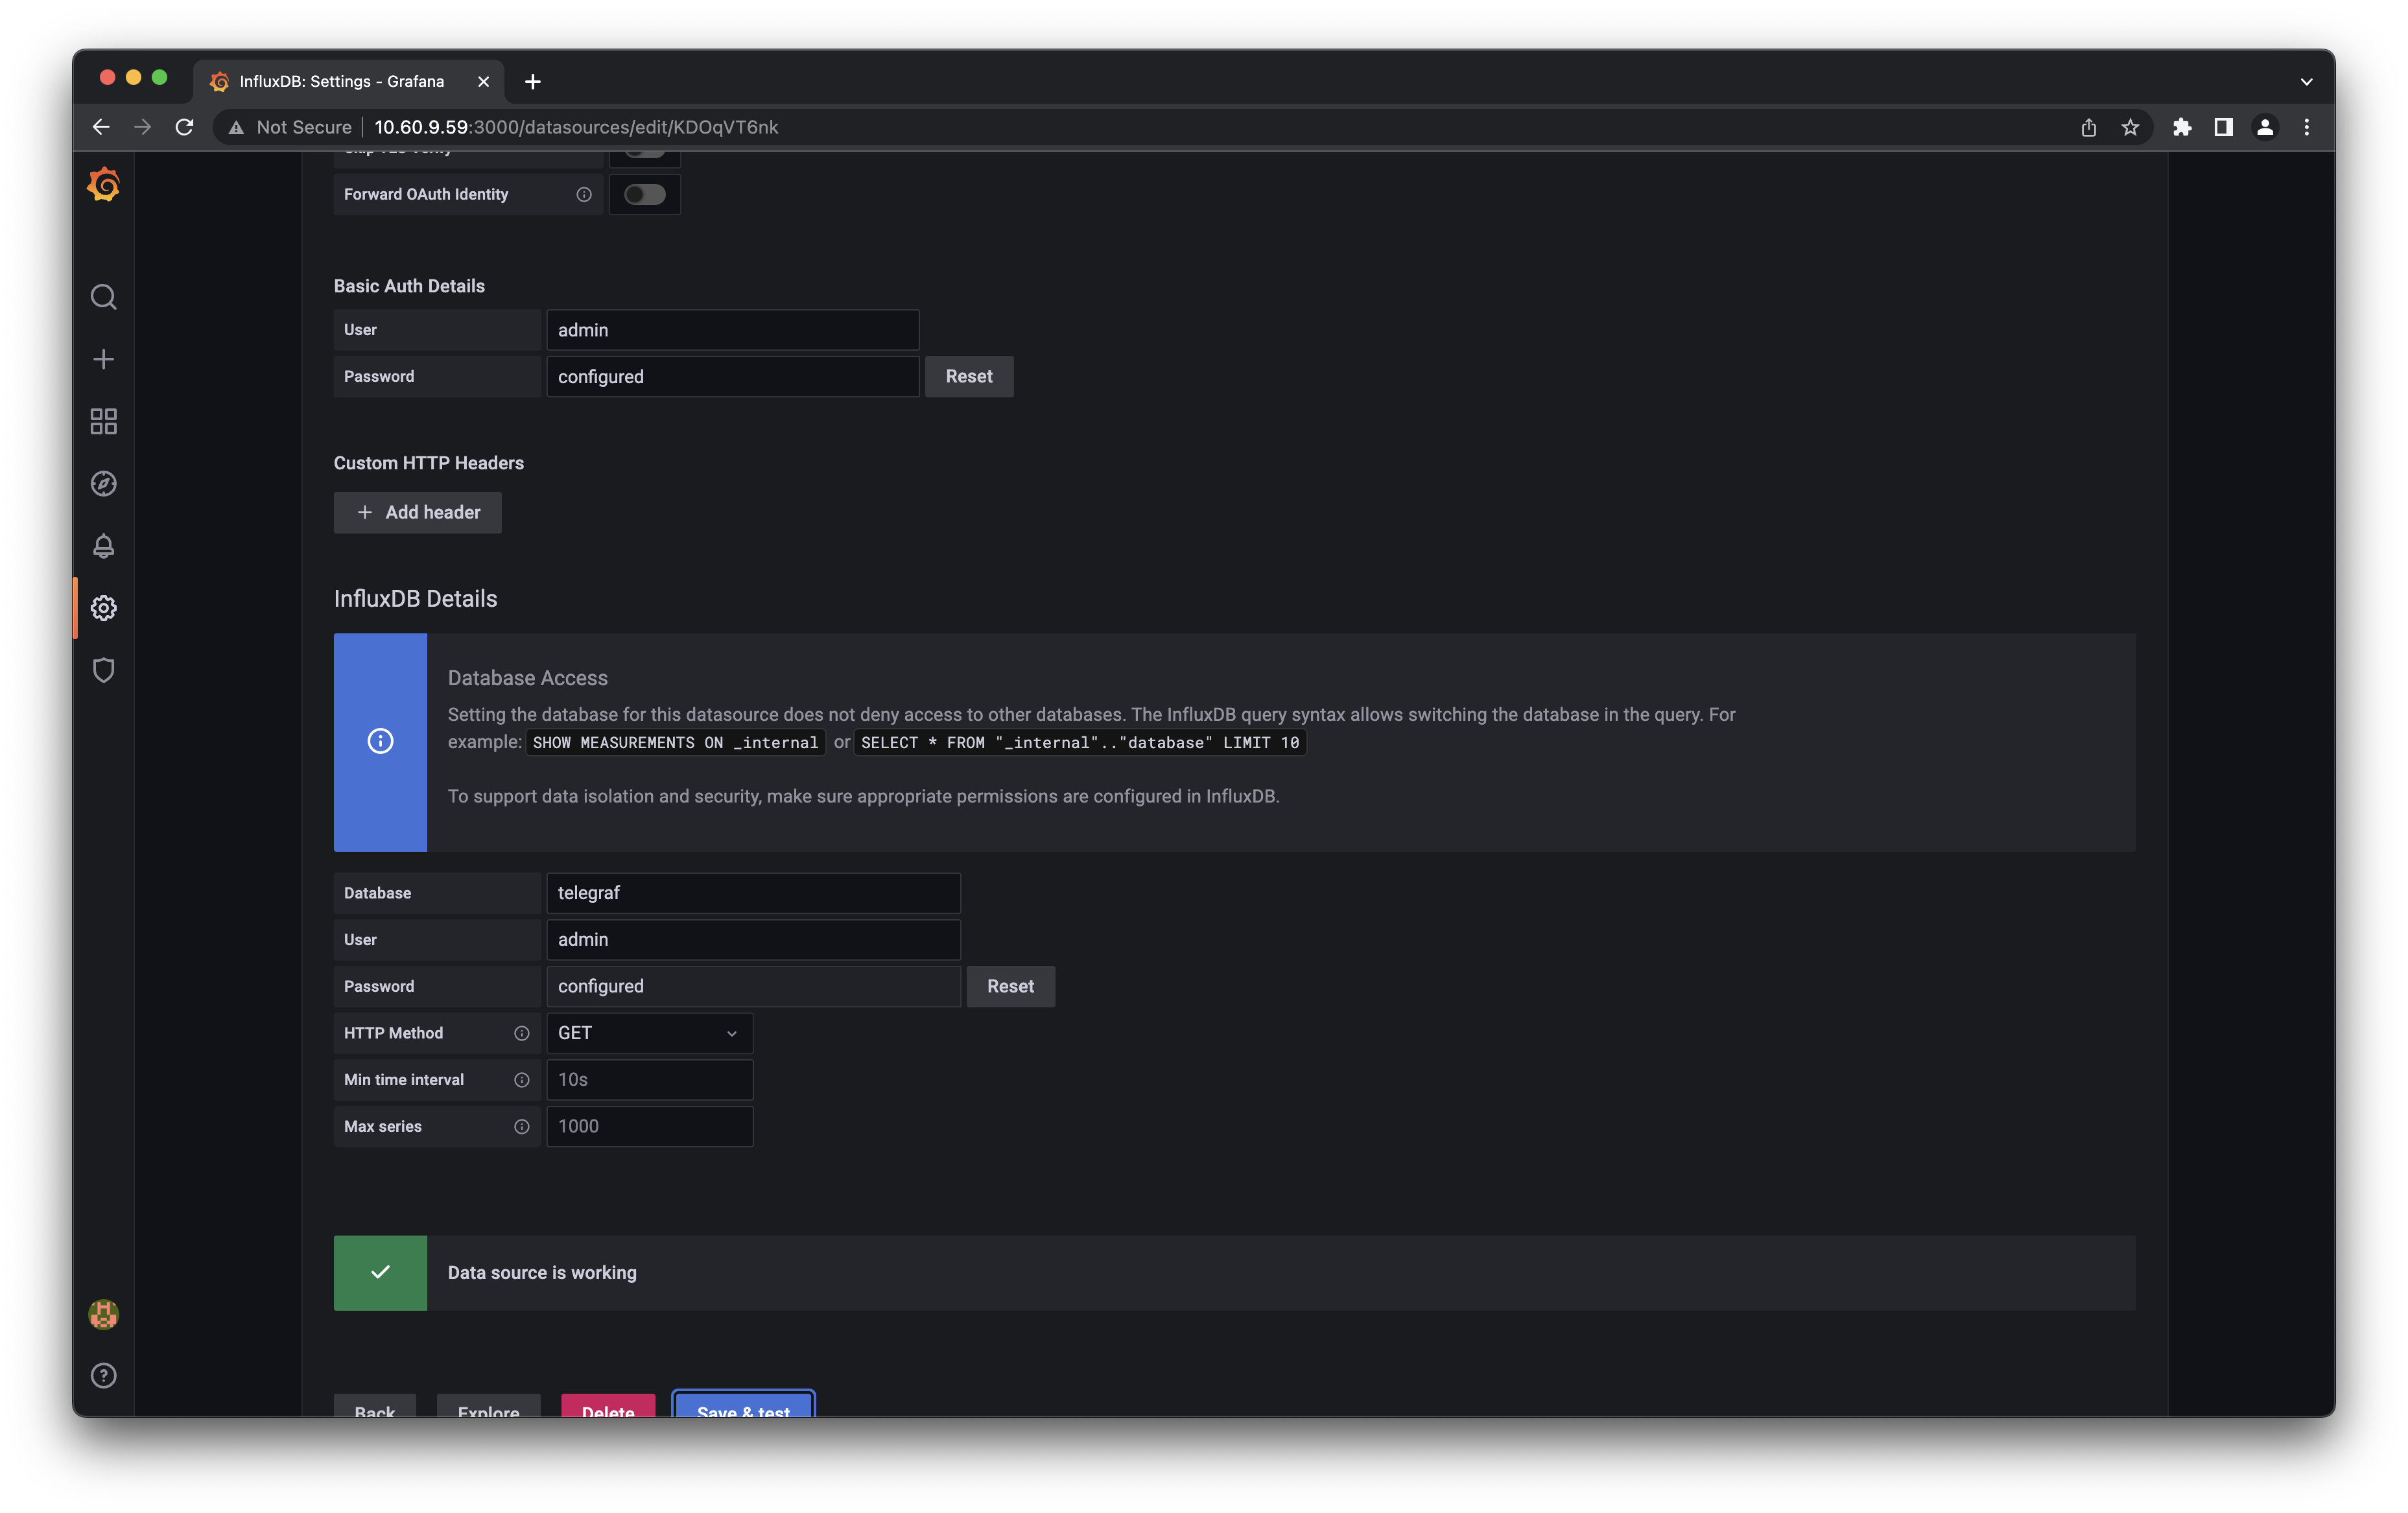 InfluxDB: Settings - Grafana
Not Secure 10.60.9.59:3000/datasources/edit/KDOqVT6nk
Skip TLS Verify
Forward OAuth Identity
Basic Auth Details
User admin
Password configured Reset
Custom HTTP Headers
+ Add header
InfluxDB Details
Database Access
Setting the database for this datasource does not deny access to other databases. The InfluxDB query syntax allows switching the database in the query. For
example: SHOW MEASUREMENTS ON _internal or SELECT * FROM "_internal".."database" LIMIT 10
To support data isolation and security, make sure appropriate permissions are configured in InfluxDB.
Database telegraf
User admin
Password configured Reset
HTTP Method GET
Min time interval 10s
Max series 1000
Data source is working
Back Explore Delete Save & test